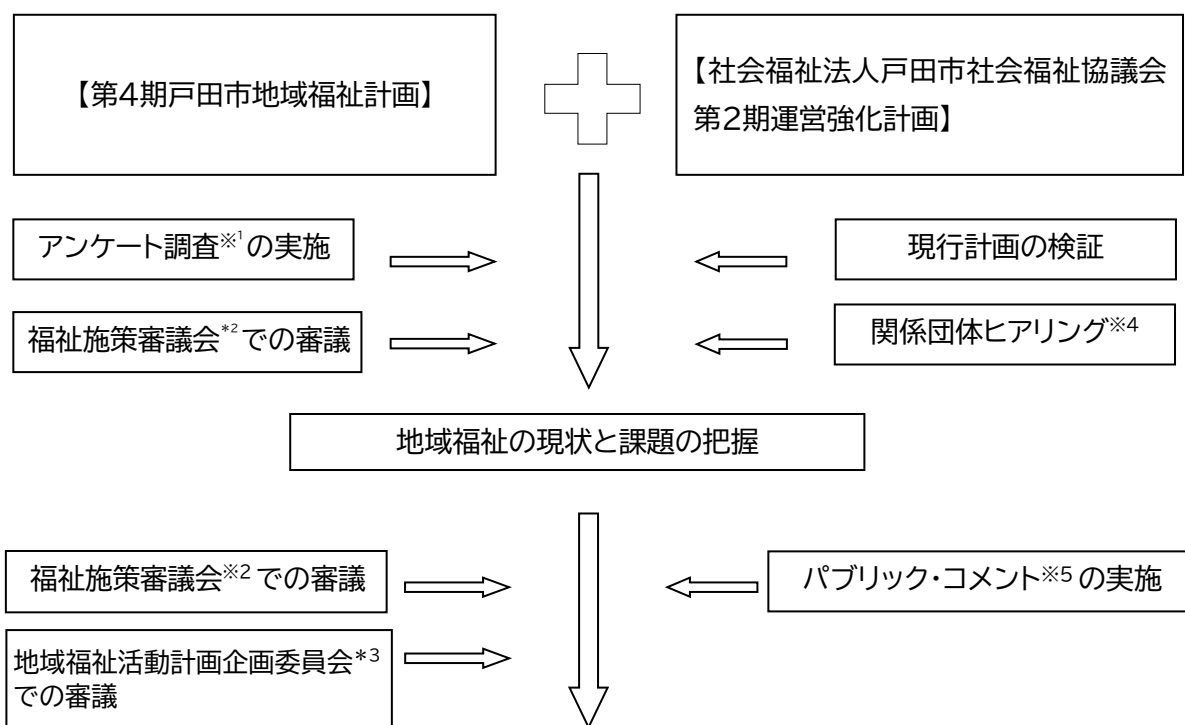 【第4期戸田市地域福祉計画】
【社会福祉法人戸田市社会福祉協議会
第2期運営強化計画】
アンケート調査※1の実施
現行計画の検証
福祉施策審議会*2での審議
関係団体ヒアリング※4
地域福祉の現状と課題の把握
福祉施策審議会※2での審議
パブリック・コメント※5の実施
地域福祉活動計画企画委員会*3
での審議